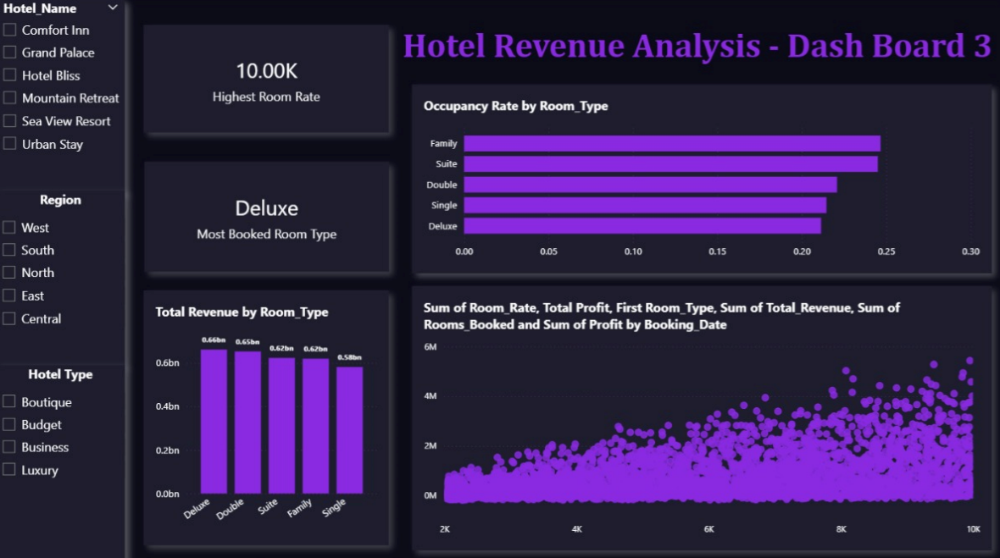 Hotel_Name
Comfort Inn
Grand Palace
Hotel Bliss
Mountain Retreat
Sea View Resort
Urban Stay
Region
West
South
North
East
Central
Hotel Type
Boutique
Budget
Business
Luxury
10.00K
Highest Room Rate
Deluxe
Most Booked Room Type
Total Revenue by Room_Type
0.66bn 0.65bn 0.62bn 0.62bn 0.58bn
0.6bn
0.4bn
0.2bn
0.0bn
Deluxe Double Suite Family Single
Hotel Revenue Analysis - Dash Board 3
Occupancy Rate by Room_Type
Family
Suite
Double
Single
Deluxe
0.00 0.05 0.10 0.15 0.20 0.25 0.30
Sum of Room_Rate, Total Profit, First Room_Type, Sum of Total_Revenue, Sum of
Rooms_Booked and Sum of Profit by Booking_Date
6M
4M
2M
0M
2K 4K 6K 8K 10K